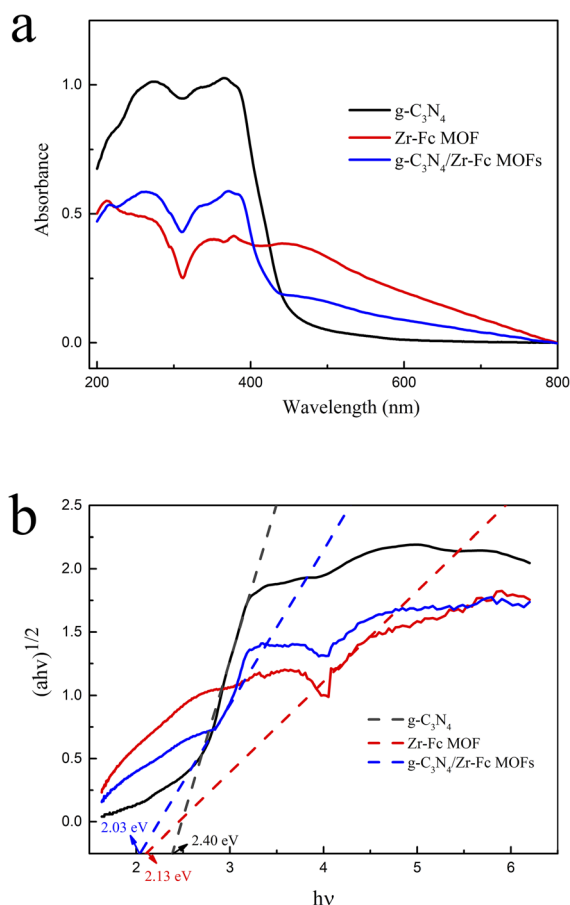 a
1.0
0.5
0.0
Absorbance
g-C₃N₄
Zr-Fc MOF
g-C₃N₄/Zr-Fc MOFs
200
400
600
800
Wavelength (nm)
b
2.5
2.0
1.5
1.0
0.5
0.0
(ahν)¹/²
g-C₃N₄
Zr-Fc MOF
g-C₃N₄/Zr-Fc MOFs
2.03 eV
2.40 eV
2.13 eV
2
3
4
5
6
hν